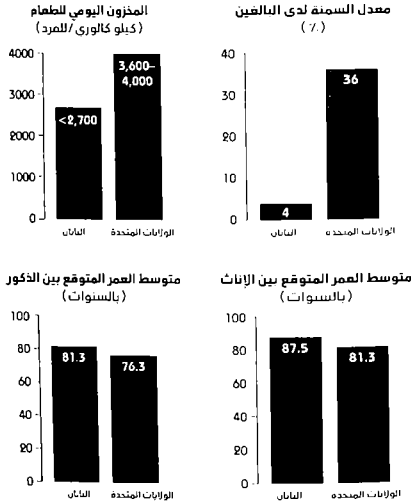 المخزون اليومي للطعام
(كيلو كالوري/للفرد)
4000
3000
2000
1000
0
<2,700
3,600–
4,000
اليابان
الولايات المتحدة
معدل السمنة لدى البالغين
(٪)
40
30
20
10
0
4
36
اليابان
الولايات المتحدة
متوسط العمر المتوقع بين الذكور
(بالسنوات)
100
80
60
40
20
0
81.3
76.3
اليابان
الولايات المتحدة
متوسط العمر المتوقع بين الإناث
(بالسنوات)
100
80
60
40
20
0
87.5
81.3
اليابان
الولايات المتحدة